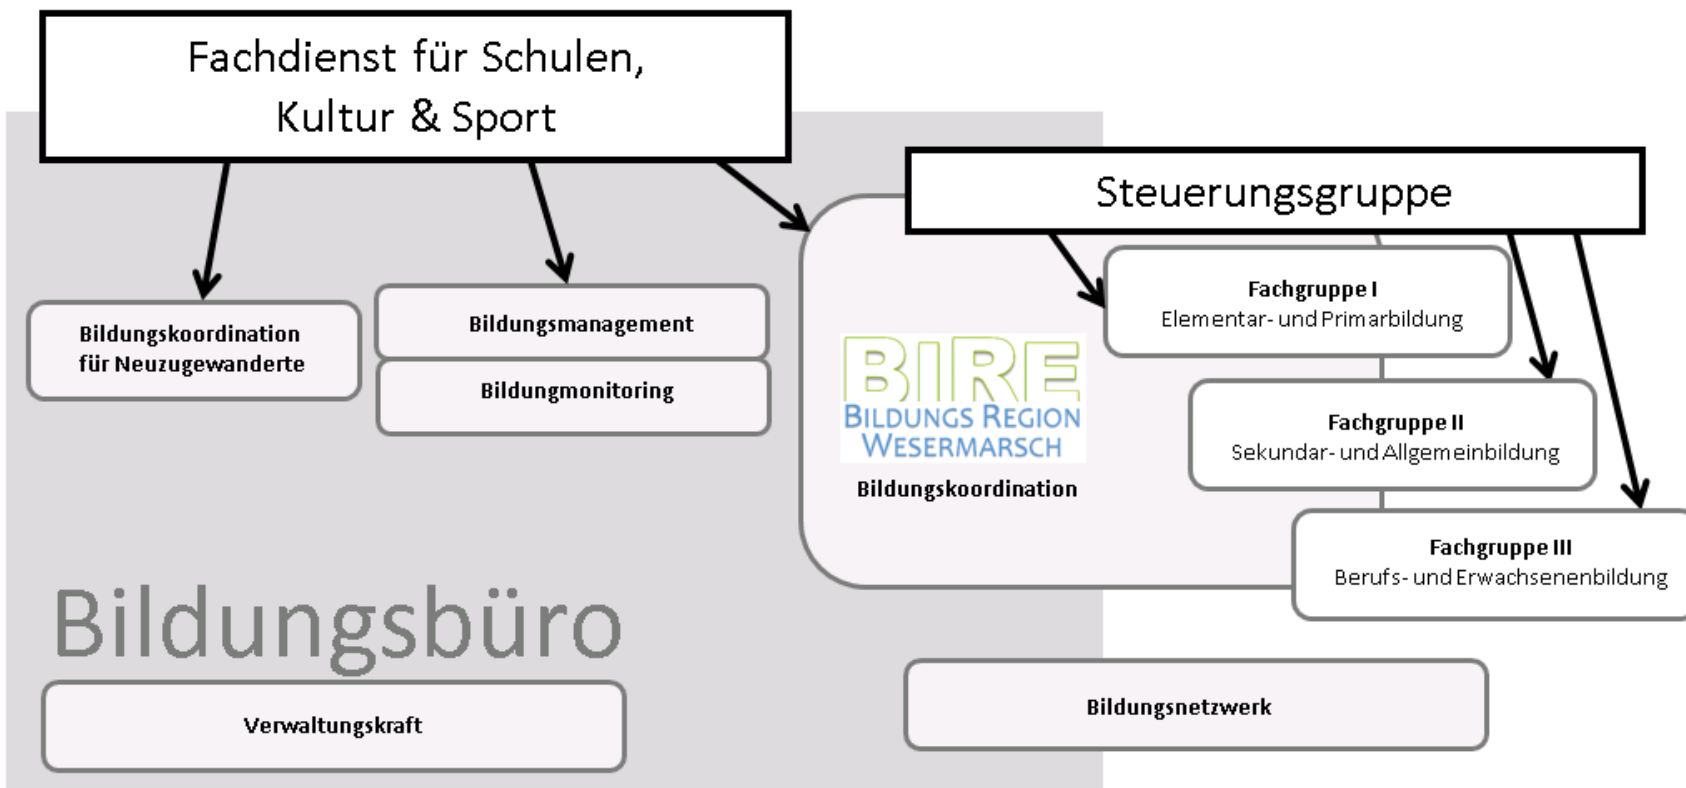 Fachdienst für Schulen,
Kultur & Sport
Steuerungsgruppe
Bildungskoordination
für Neuzugewanderte
Bildungsmanagement
Bildungmonitoring
BIRE
BILDUNGS REGION
WESERMARSCH
Bildungskoordination
Fachgruppe I
Elementar- und Primarbildung
Fachgruppe II
Sekundar- und Allgemeinbildung
Fachgruppe III
Berufs- und Erwachsenenbildung
Bildungsbüro
Verwaltungskraft
Bildungsnetzwerk